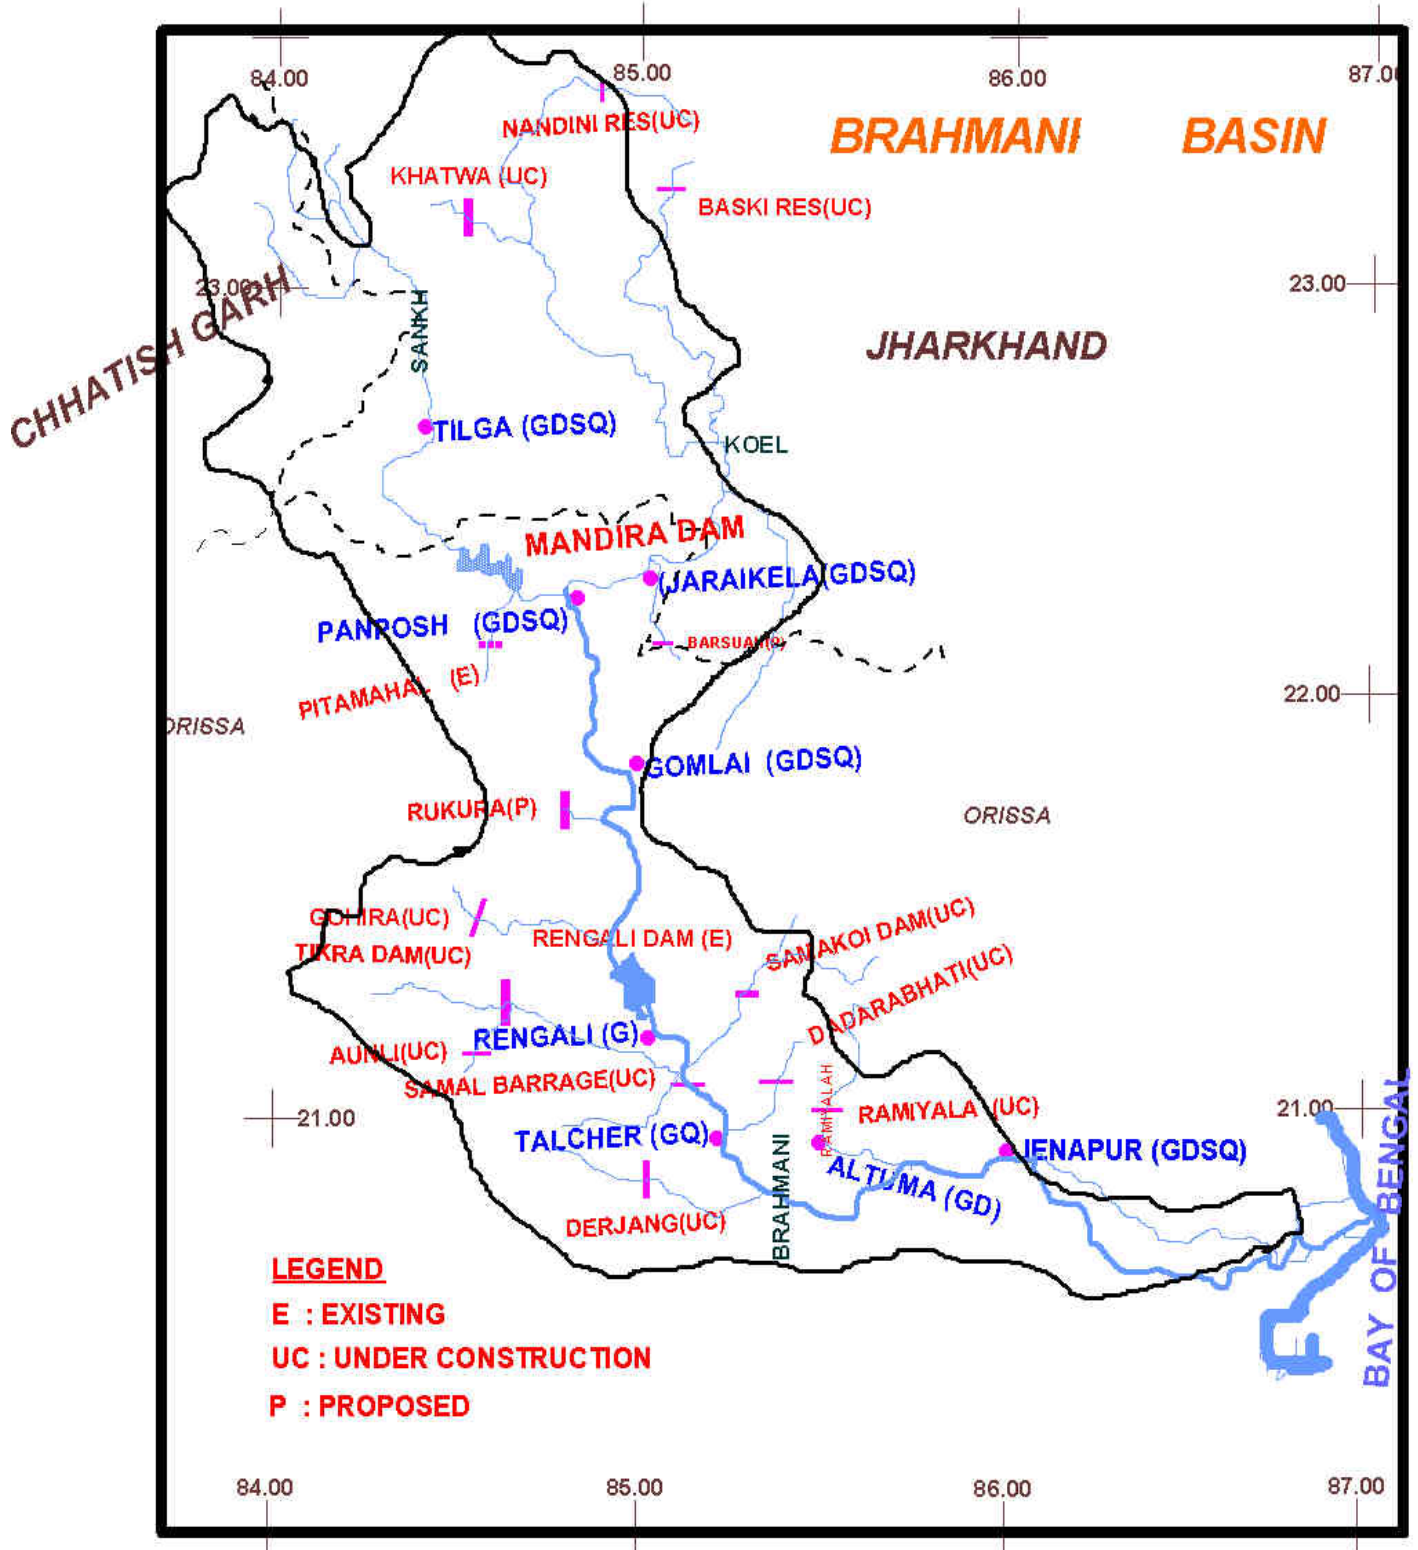 84.00
85.00
86.00
87.00
BRAHMANI BASIN
NANDINI RES(UC)
KHATWA (UC)
BASKI RES(UC)
23.00
23.00
CHHATISH GARH
SANKH
JHARKHAND
TILGA (GDSQ)
KOEL
MANDIRA DAM
(JARAIKELA(GDSQ)
PANPOSH (GDSQ)
BARSUAN(P)
PITAMAHAL (E)
22.00
ORISSA
GOMLAI (GDSQ)
RUKURA(P)
ORISSA
GOHIRA(UC)
RENGALI DAM (E)
SAMAKOI DAM(UC)
TIKRA DAM(UC)
DADARABHATI(UC)
RENGALI (G)
AUNLI(UC)
SAMAL BARRAGE(UC)
RAMIYALAH
RAMIYALA (UC)
21.00
21.00
TALCHER (GQ)
JENAPUR (GDSQ)
ALTUMA (GD)
BRAHMANI
DERJANG(UC)
BAY OF BENGAL
LEGEND
E : EXISTING
UC : UNDER CONSTRUCTION
P : PROPOSED
84.00
85.00
86.00
87.00